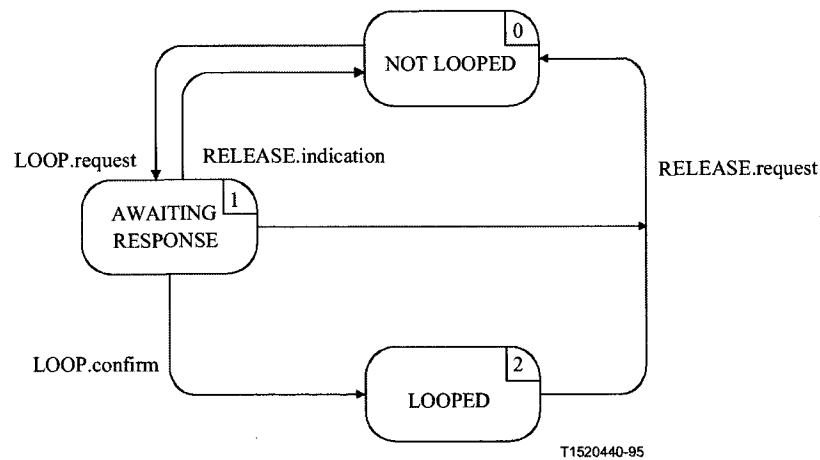 0
NOT LOOPED
LOOP.request
RELEASE.indication
RELEASE.request
1
AWAITING
RESPONSE
LOOP.confirm
2
LOOPED
T1520440-95